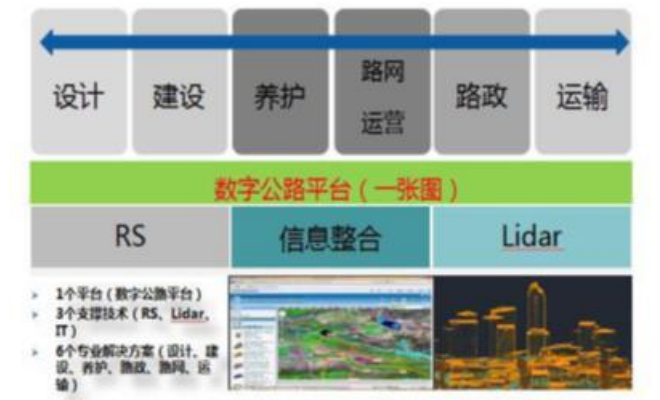 设计
建设
养护
路网
运营
路政
运输
数字公路平台（一张图）
RS
信息整合
Lidar
1个平台（数字公路平台）
3个支撑技术（RS、Lidar、
IT）
6个专业解决方案（设计、建
设、养护、路政、路网、运
输）